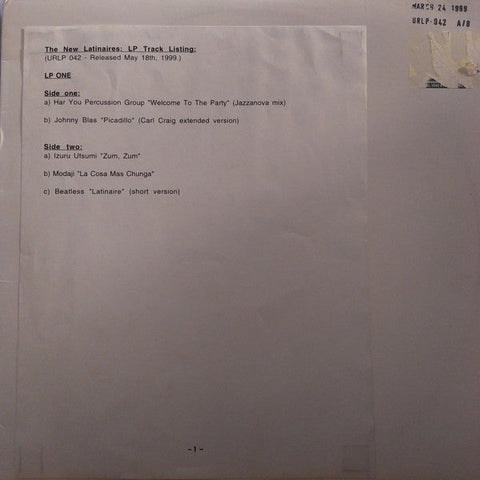 MARCH 24 1999
URLP-042 A/B
The New Latinaires: LP Track Listing:
(URLP 042 - Released May 18th, 1999.)
LP ONE
Side one:
a) Har You Percussion Group "Welcome To The Party" (Jazzanova mix)
b) Johnny Blas "Picadillo" (Carl Craig extended version)
Side two:
a) Izuru Utsumi "Zum, Zum"
b) Modaji "La Cosa Mas Chunga"
c) Beatless "Latinaire" (short version)
- 1 -